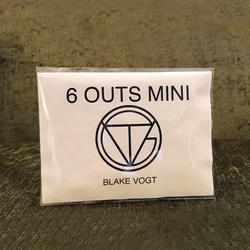 6 OUTS MINI
BLAKE VOGT